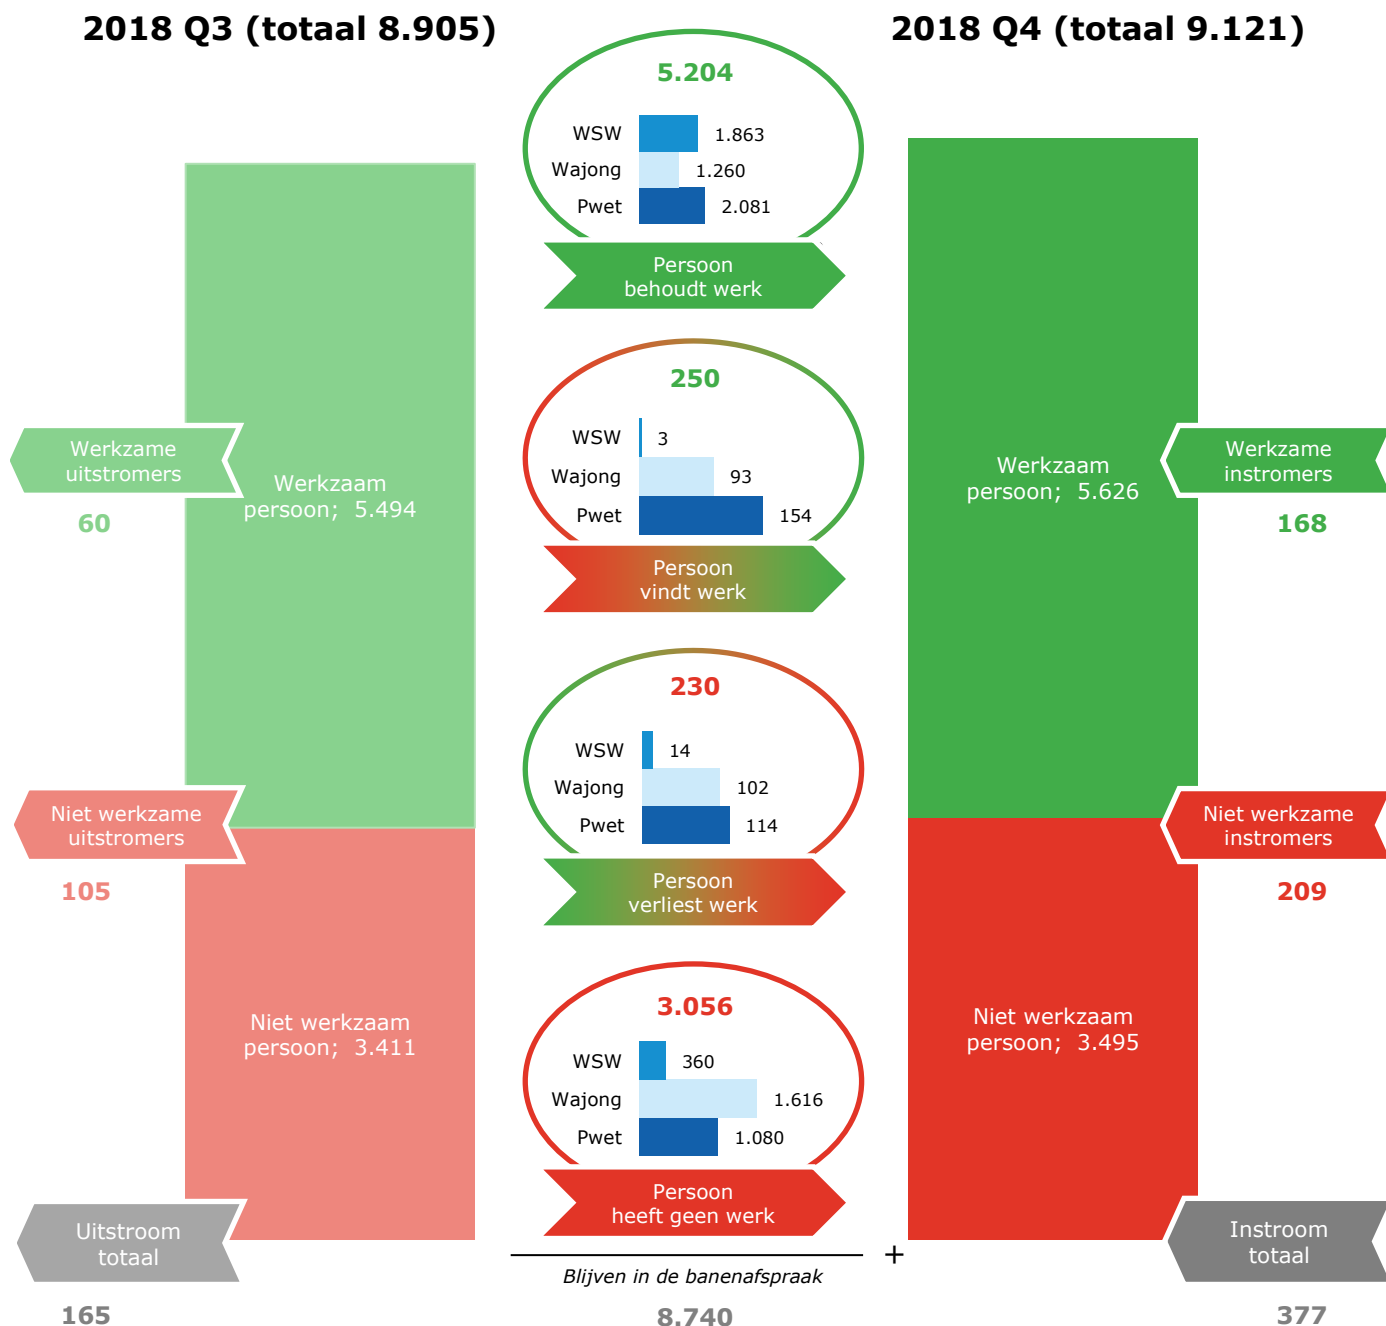 2018 Q3 (totaal 8.905)
2018 Q4 (totaal 9.121)
5.204
WSW 1.863
Wajong 1.260
Pwet 2.081
Persoon
behoudt werk
250
WSW 3
Wajong 93
Pwet 154
Persoon
vindt werk
230
WSW 14
Wajong 102
Pwet 114
Persoon
verliest werk
3.056
WSW 360
Wajong 1.616
Pwet 1.080
Persoon
heeft geen werk
Werkzame
uitstromers
60
Werkzaam
persoon; 5.494
Niet werkzame
uitstromers
105
Niet werkzaam
persoon; 3.411
Uitstroom
totaal
165
+
Blijven in de banenafspraak
8.740
Werkzaam
persoon; 5.626
Werkzame
instromers
168
Niet werkzame
instromers
209
Niet werkzaam
persoon; 3.495
Instroom
totaal
377